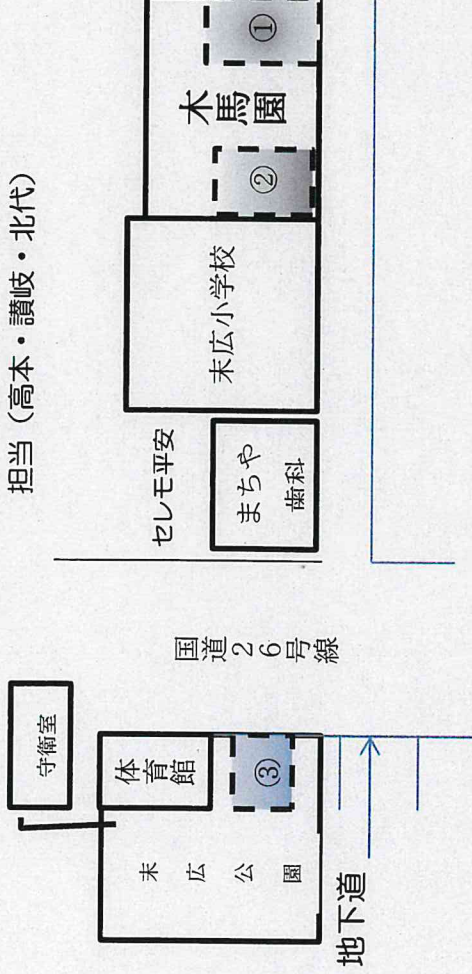 担当（高本・讃岐・北代）
守衛室
体育館
末広公園
③
地下道
国道26号線
セレモ平安
まちや
歯科
末広小学校
木馬園
②
①